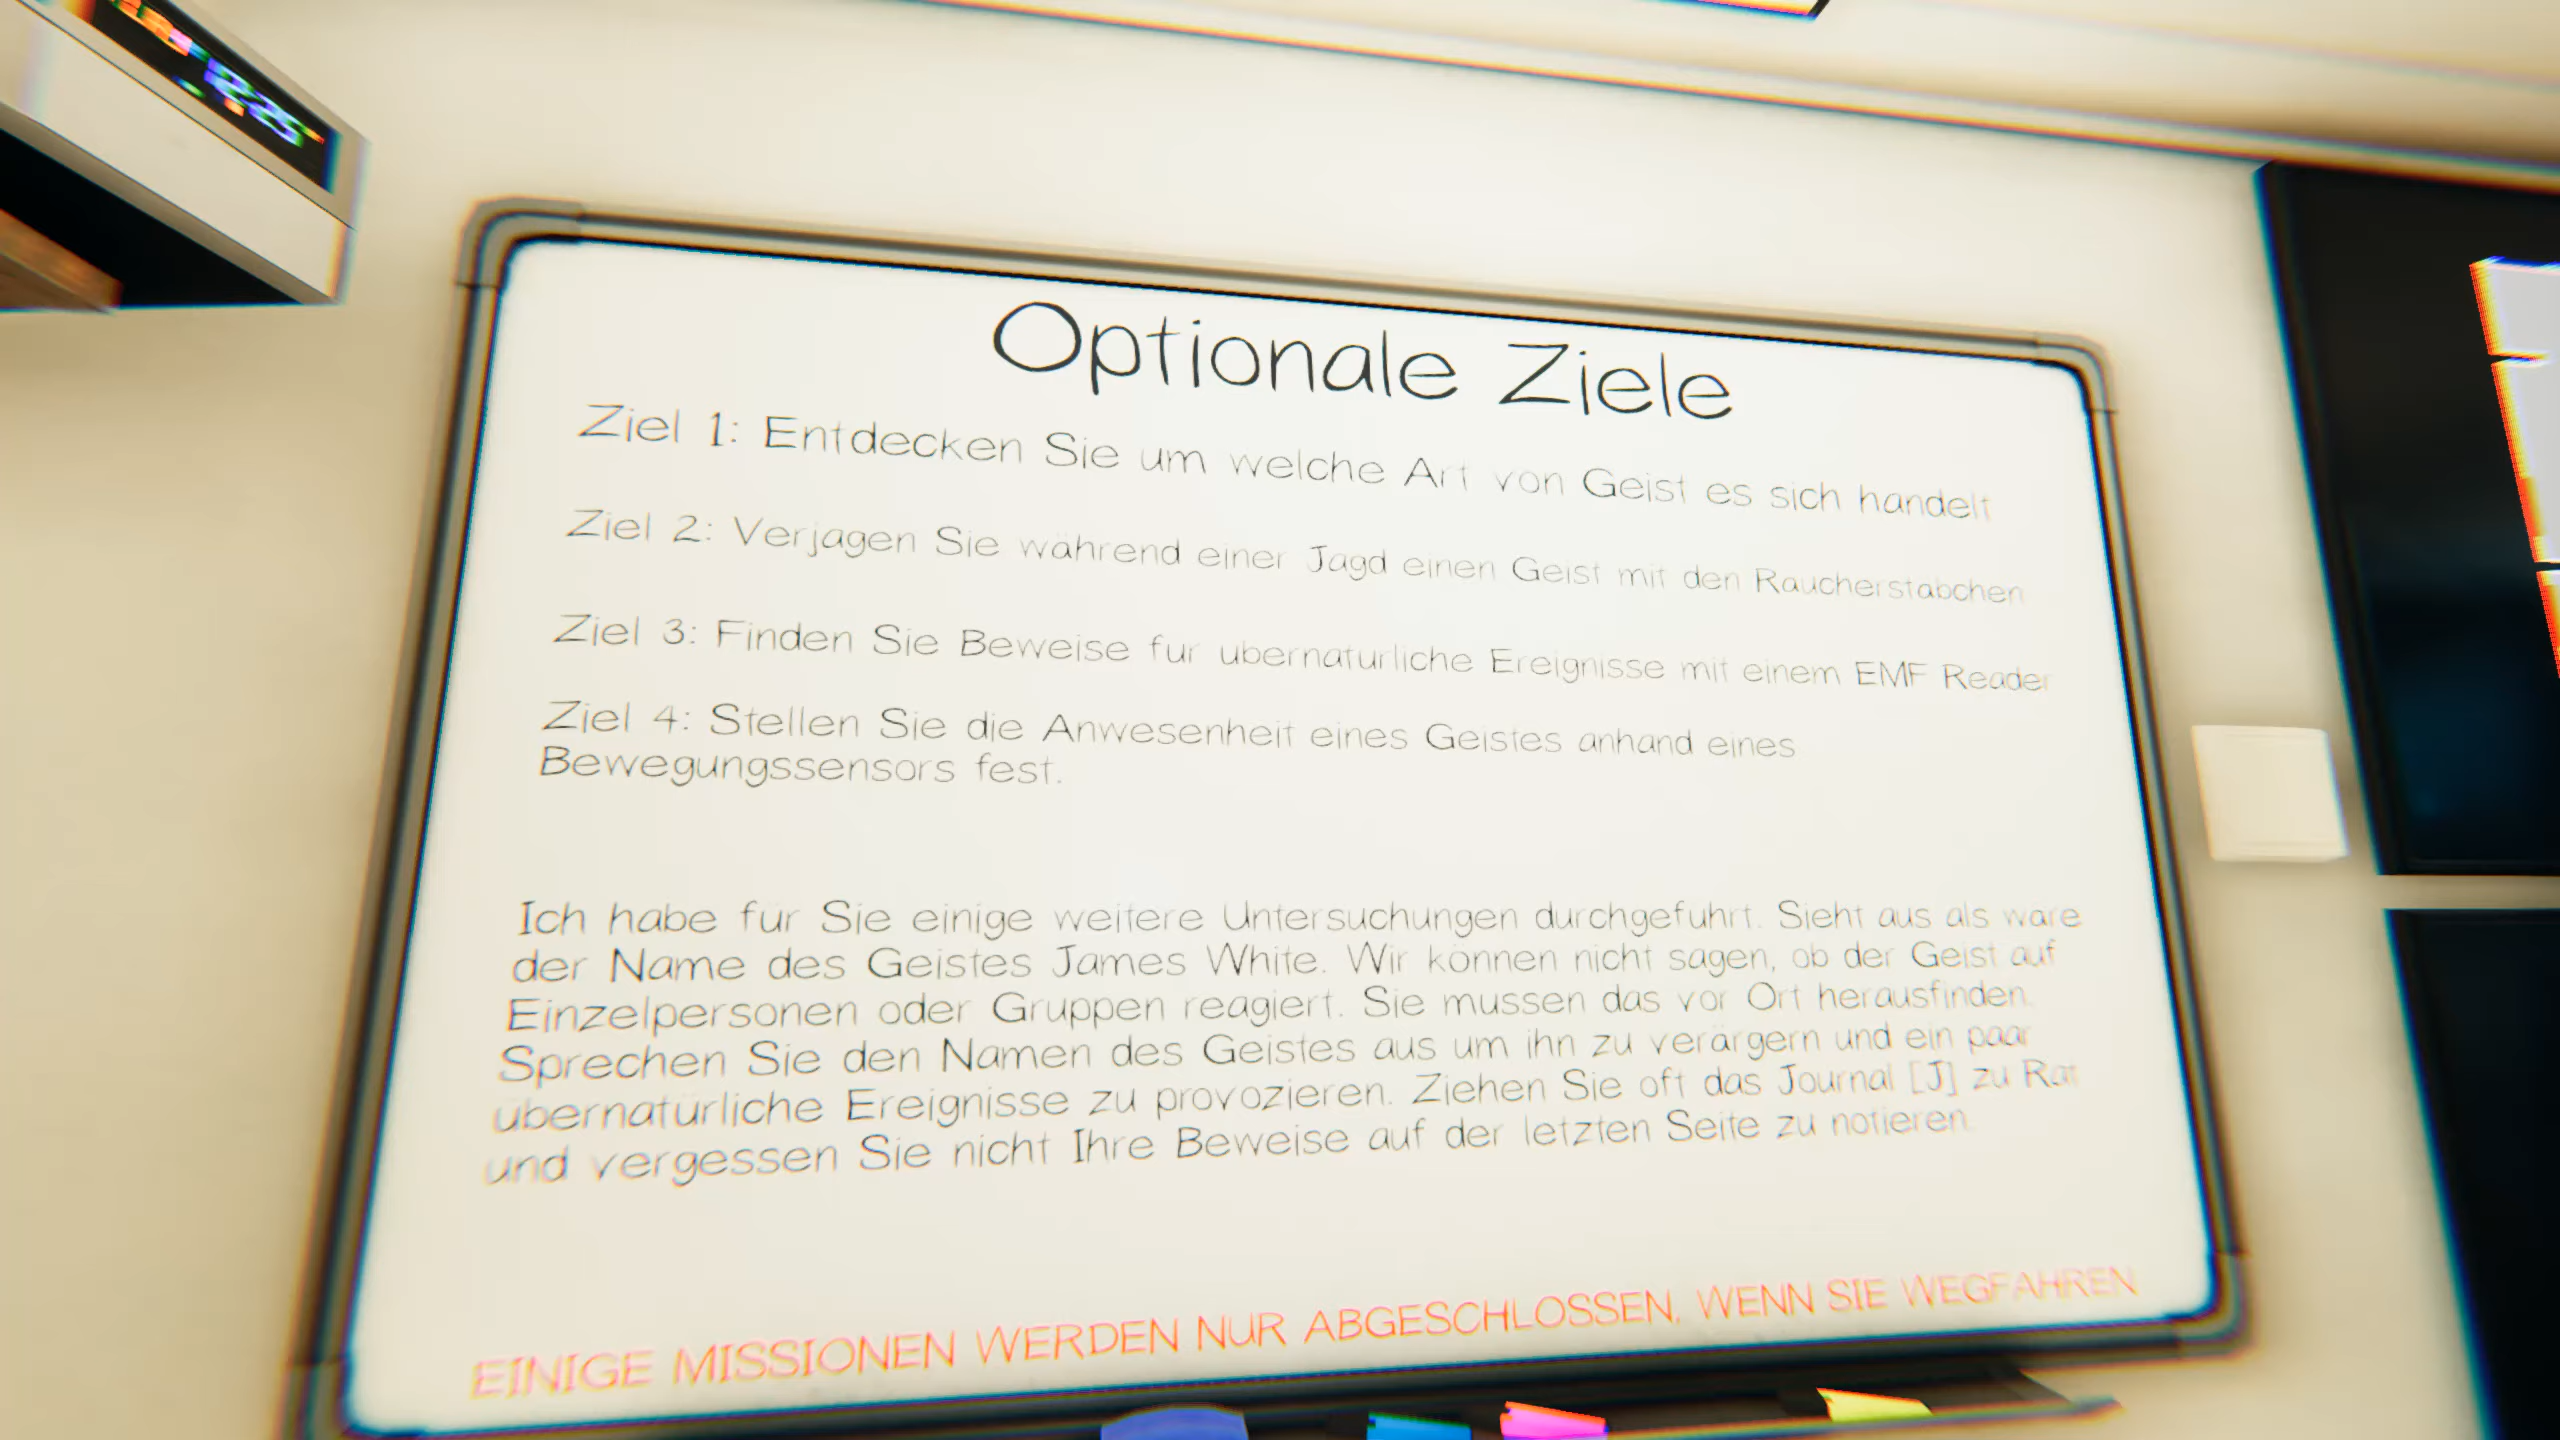 Optionale Ziele
Ziel 1: Entdecken Sie um welche Art von Geist es sich handelt
Ziel 2: Verjagen Sie während einer Jagd einen Geist mit den Raucherstabchen
Ziel 3: Finden Sie Beweise fur ubernaturliche Ereignisse mit einem EMF Reader
Ziel 4: Stellen Sie die Anwesenheit eines Geistes anhand eines
Bewegungssensors fest.
Ich habe fur Sie einige weitere Untersuchungen durchgefuhrt. Sieht aus als ware
der Name des Geistes James White. Wir können nicht sagen, ob der Geist auf
Einzelpersonen oder Gruppen reagiert. Sie mussen das vor Ort herausfinden.
Sprechen Sie den Namen des Geistes aus um ihn zu verärgern und ein paar
übernatürliche Ereignisse zu provozieren. Ziehen Sie oft das Journal [J] zu Rat
und vergessen Sie nicht Ihre Beweise auf der letzten Seite zu notieren.
EINIGE MISSIONEN WERDEN NUR ABGESCHLOSSEN, WENN SIE WEGFAHREN